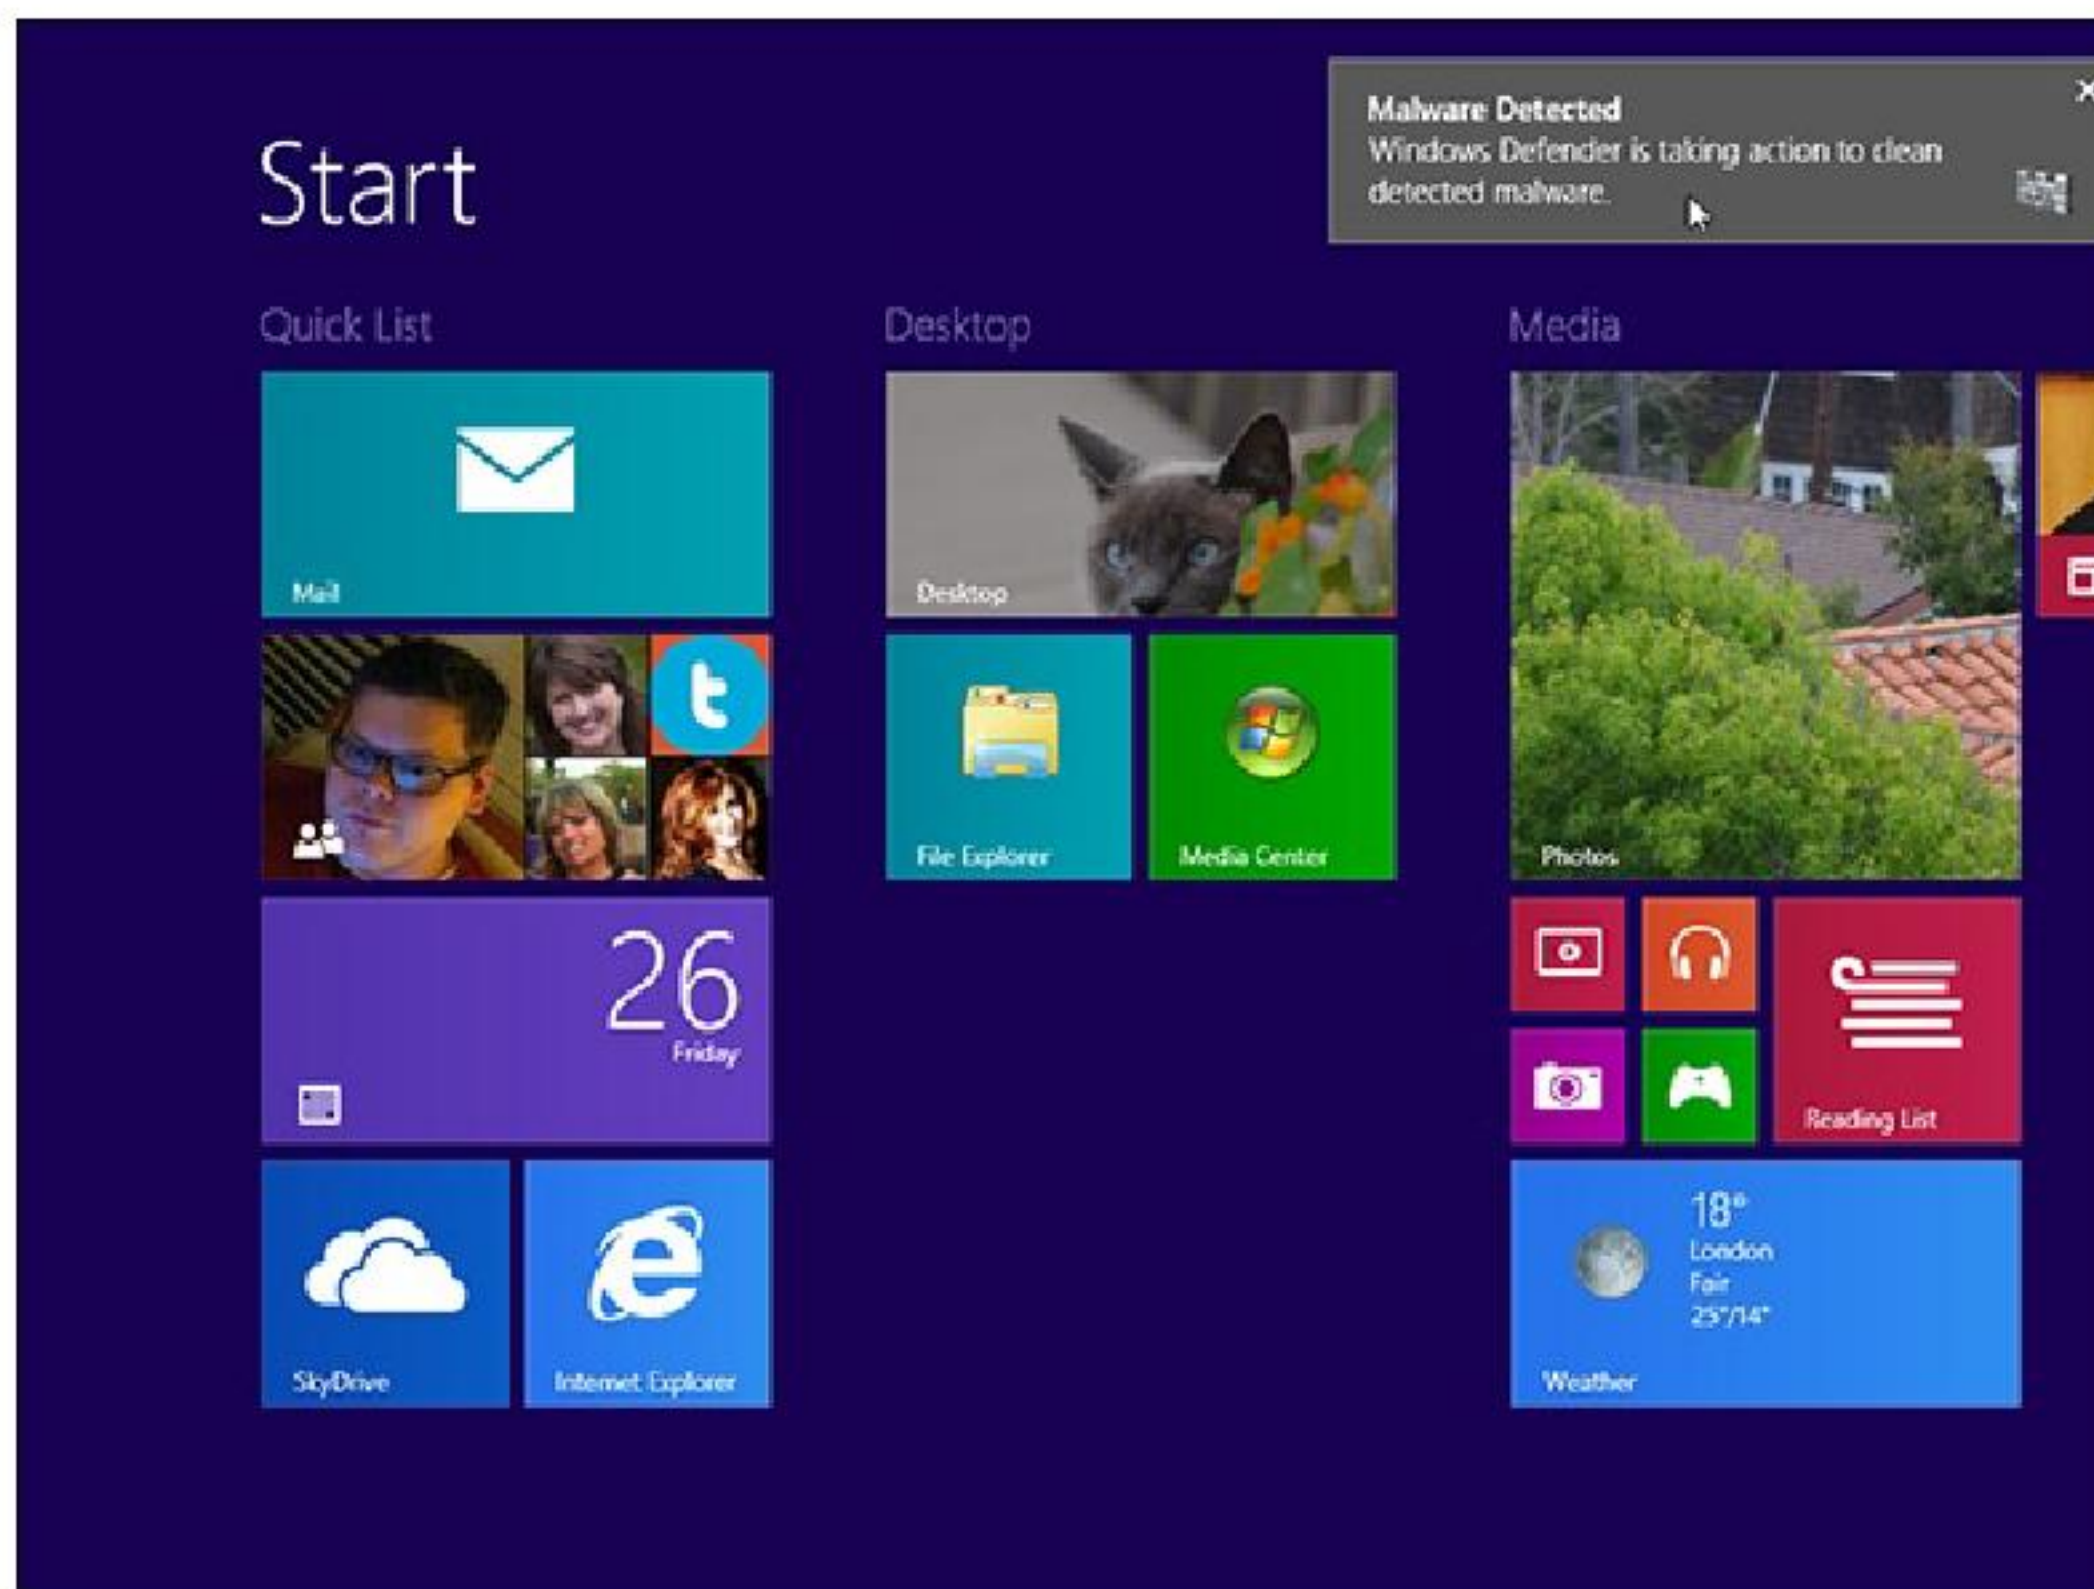 Start
Malware Detected
Windows Defender is taking action to clean
detected malware.
Quick List
Desktop
Media
Mail
Desktop
File Explorer
Media Center
Photos
26
Friday
Reading List
SkyDrive
Internet Explorer
18°
London
Fair
23°/14°
Weather